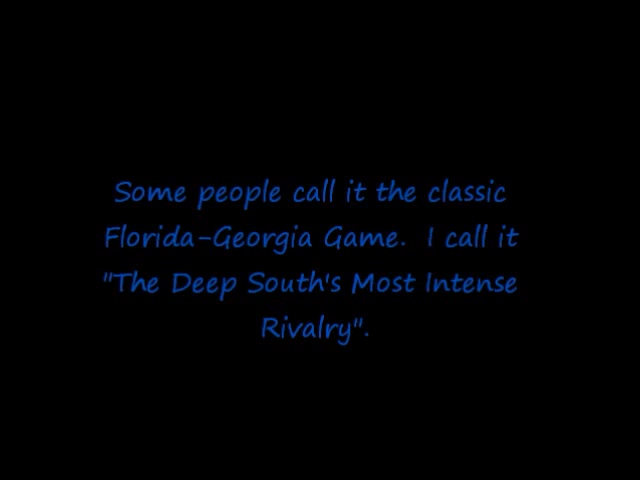 Some people call it the classic
Florida-Georgia Game.  I call it
"The Deep South's Most Intense
Rivalry".